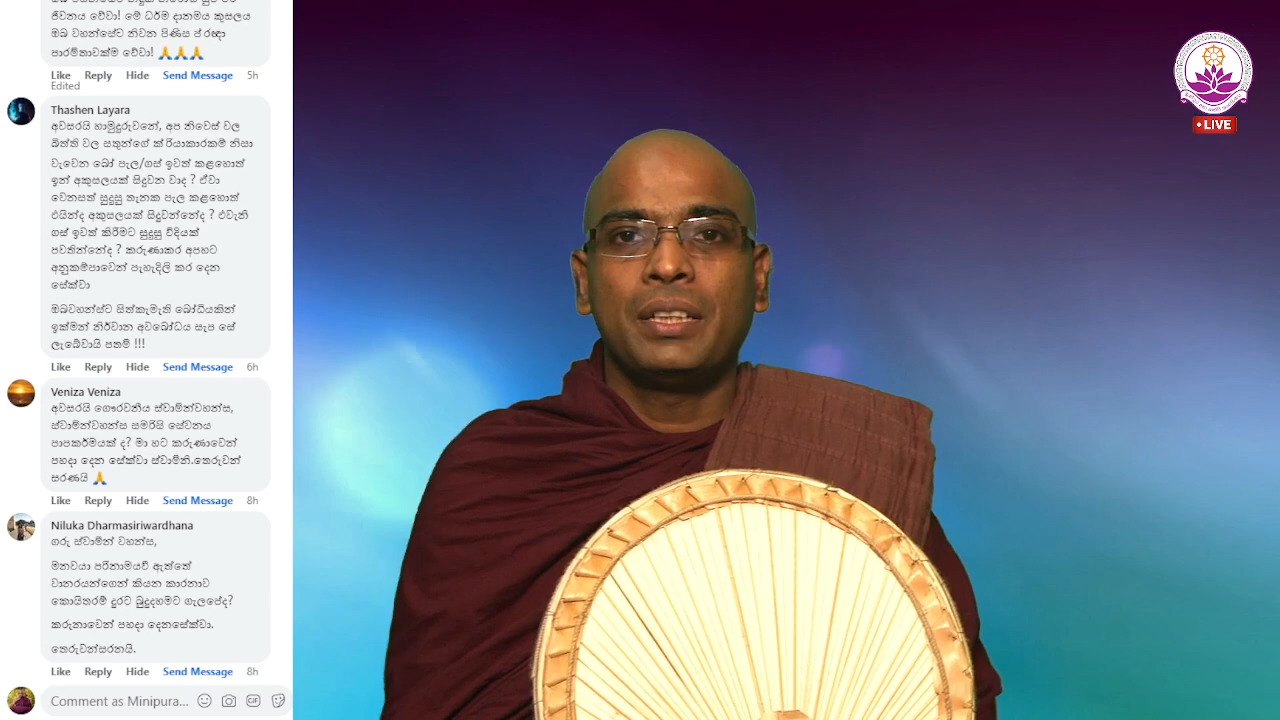 ජීවනය වේවා! මේ ධර්ම දානමය කුසලය
ඔබ වහන්සේට නිවන පිණිස ප්‍රඥා
පාරමිතාවක්ම වේවා! 🙏🙏🙏
Like Reply Hide Send Message 5h
Edited
Thashen Layara
අවසරයි හාමුදුරුවනේ, අප නිවෙස් වල
බිත්ති වල සතුන්ගේ ක්‍රියාකාරකම් නිසා
වැවෙන බෝ පැල/ගස් ඉවත් කළහොත්
ඉන් අකුසලයක් සිදුවන වාද ? ඒවා
වෙනසත් සුදුසු තැනක පැල කළහොත්
එයින්ද අකුසලයක් සිදුවන්නේද ? එවැනි
ගස් ඉවත් කිරීමට සුදුසු විදියක්
පවතින්නේද ? කරුණාකර අපහට
අනුකම්පාවෙන් පැහැදිලි කර දෙන
සේක්වා
ඔබවහන්ස්ට සිත්කැමැති බෝධියකින්
ඉක්මන් නිර්වාන අවබෝධය සැප සේ
ලැබේවායි පතමි !!!
Like Reply Hide Send Message 6h
Veniza Veniza
අවසරයි ගෞරවනීය ස්වාමින්වහන්ස,
ස්වාමින්වහන්ස සමරිසි සේවනය
පාපකර්මයක් ද? මා හට කරුණාවෙන්
පහදා දෙන සේක්වා ස්වාමිනි.තෙරුවන්
සරණයි 🙏
Like Reply Hide Send Message 8h
Niluka Dharmasiriwardhana
ගරු ස්වාමීන් වහන්ස,
මනවයා පරිනාමයවී ඇත්තේ
වානරයන්ගෙන් කියන කාරනාව
කොයිතරම් දුරට බුදුදහමට ගැලපේද?
කරුනාවෙන් පහදා දෙනසේක්වා.
තෙරුවන්සරනයි.
Like Reply Hide Send Message 8h
Comment as Minipura...
GIF
• LIVE